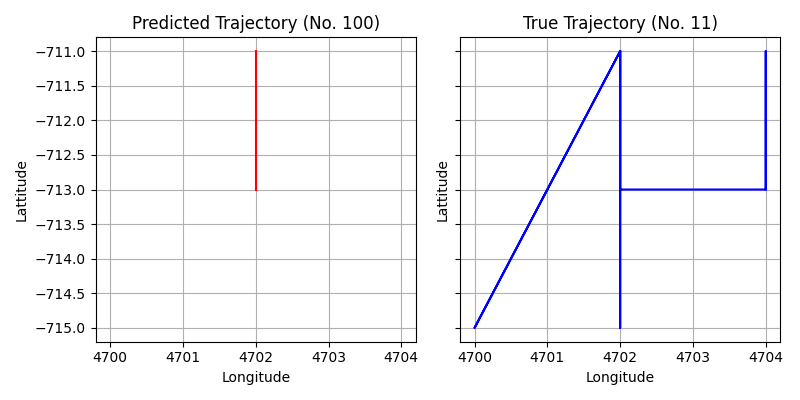 Predicted Trajectory (No. 100)
True Trajectory (No. 11)
−711.0
−711.5
−712.0
−712.5
−713.0
−713.5
−714.0
−714.5
−715.0
Lattitude
Lattitude
4700 4701 4702 4703 4704
4700 4701 4702 4703 4704
Longitude
Longitude